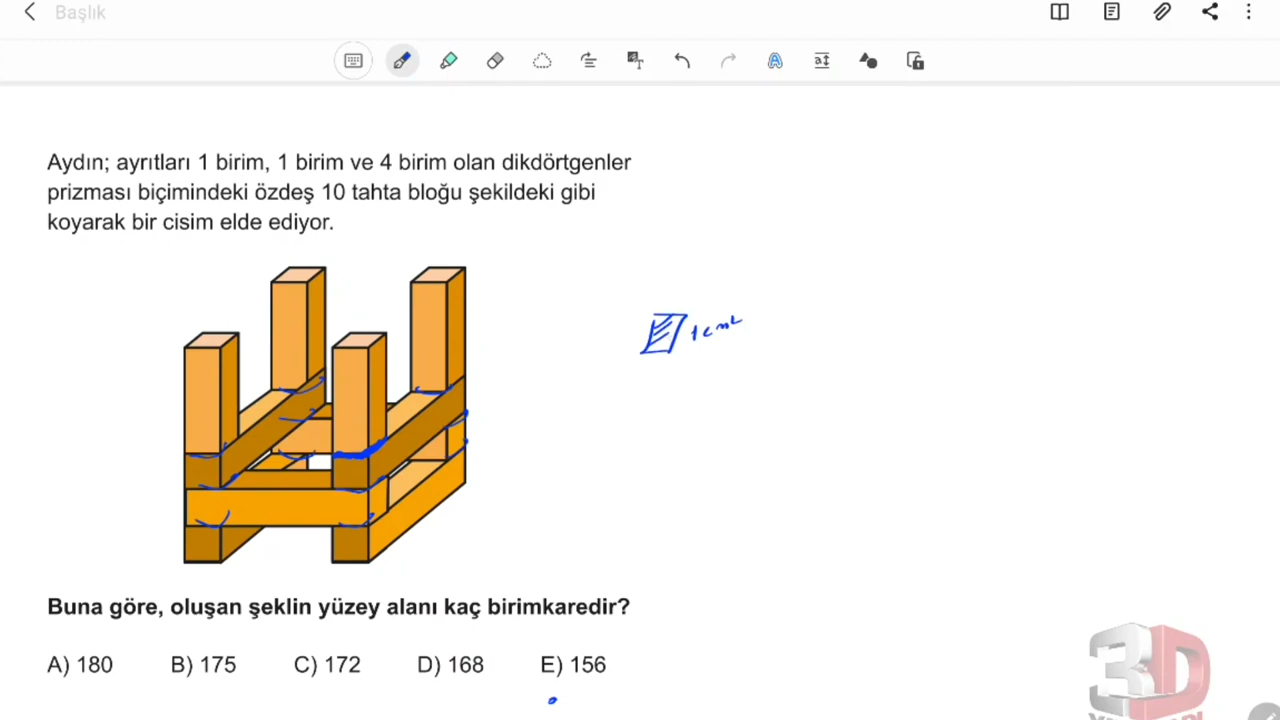 Başlık
Aydın; ayrıtları 1 birim, 1 birim ve 4 birim olan dikdörtgenler
prizması biçimindeki özdeş 10 tahta bloğu şekildeki gibi
koyarak bir cisim elde ediyor.
1cm²
Buna göre, oluşan şeklin yüzey alanı kaç birimkaredir?
A) 180 B) 175 C) 172 D) 168 E) 156
3D